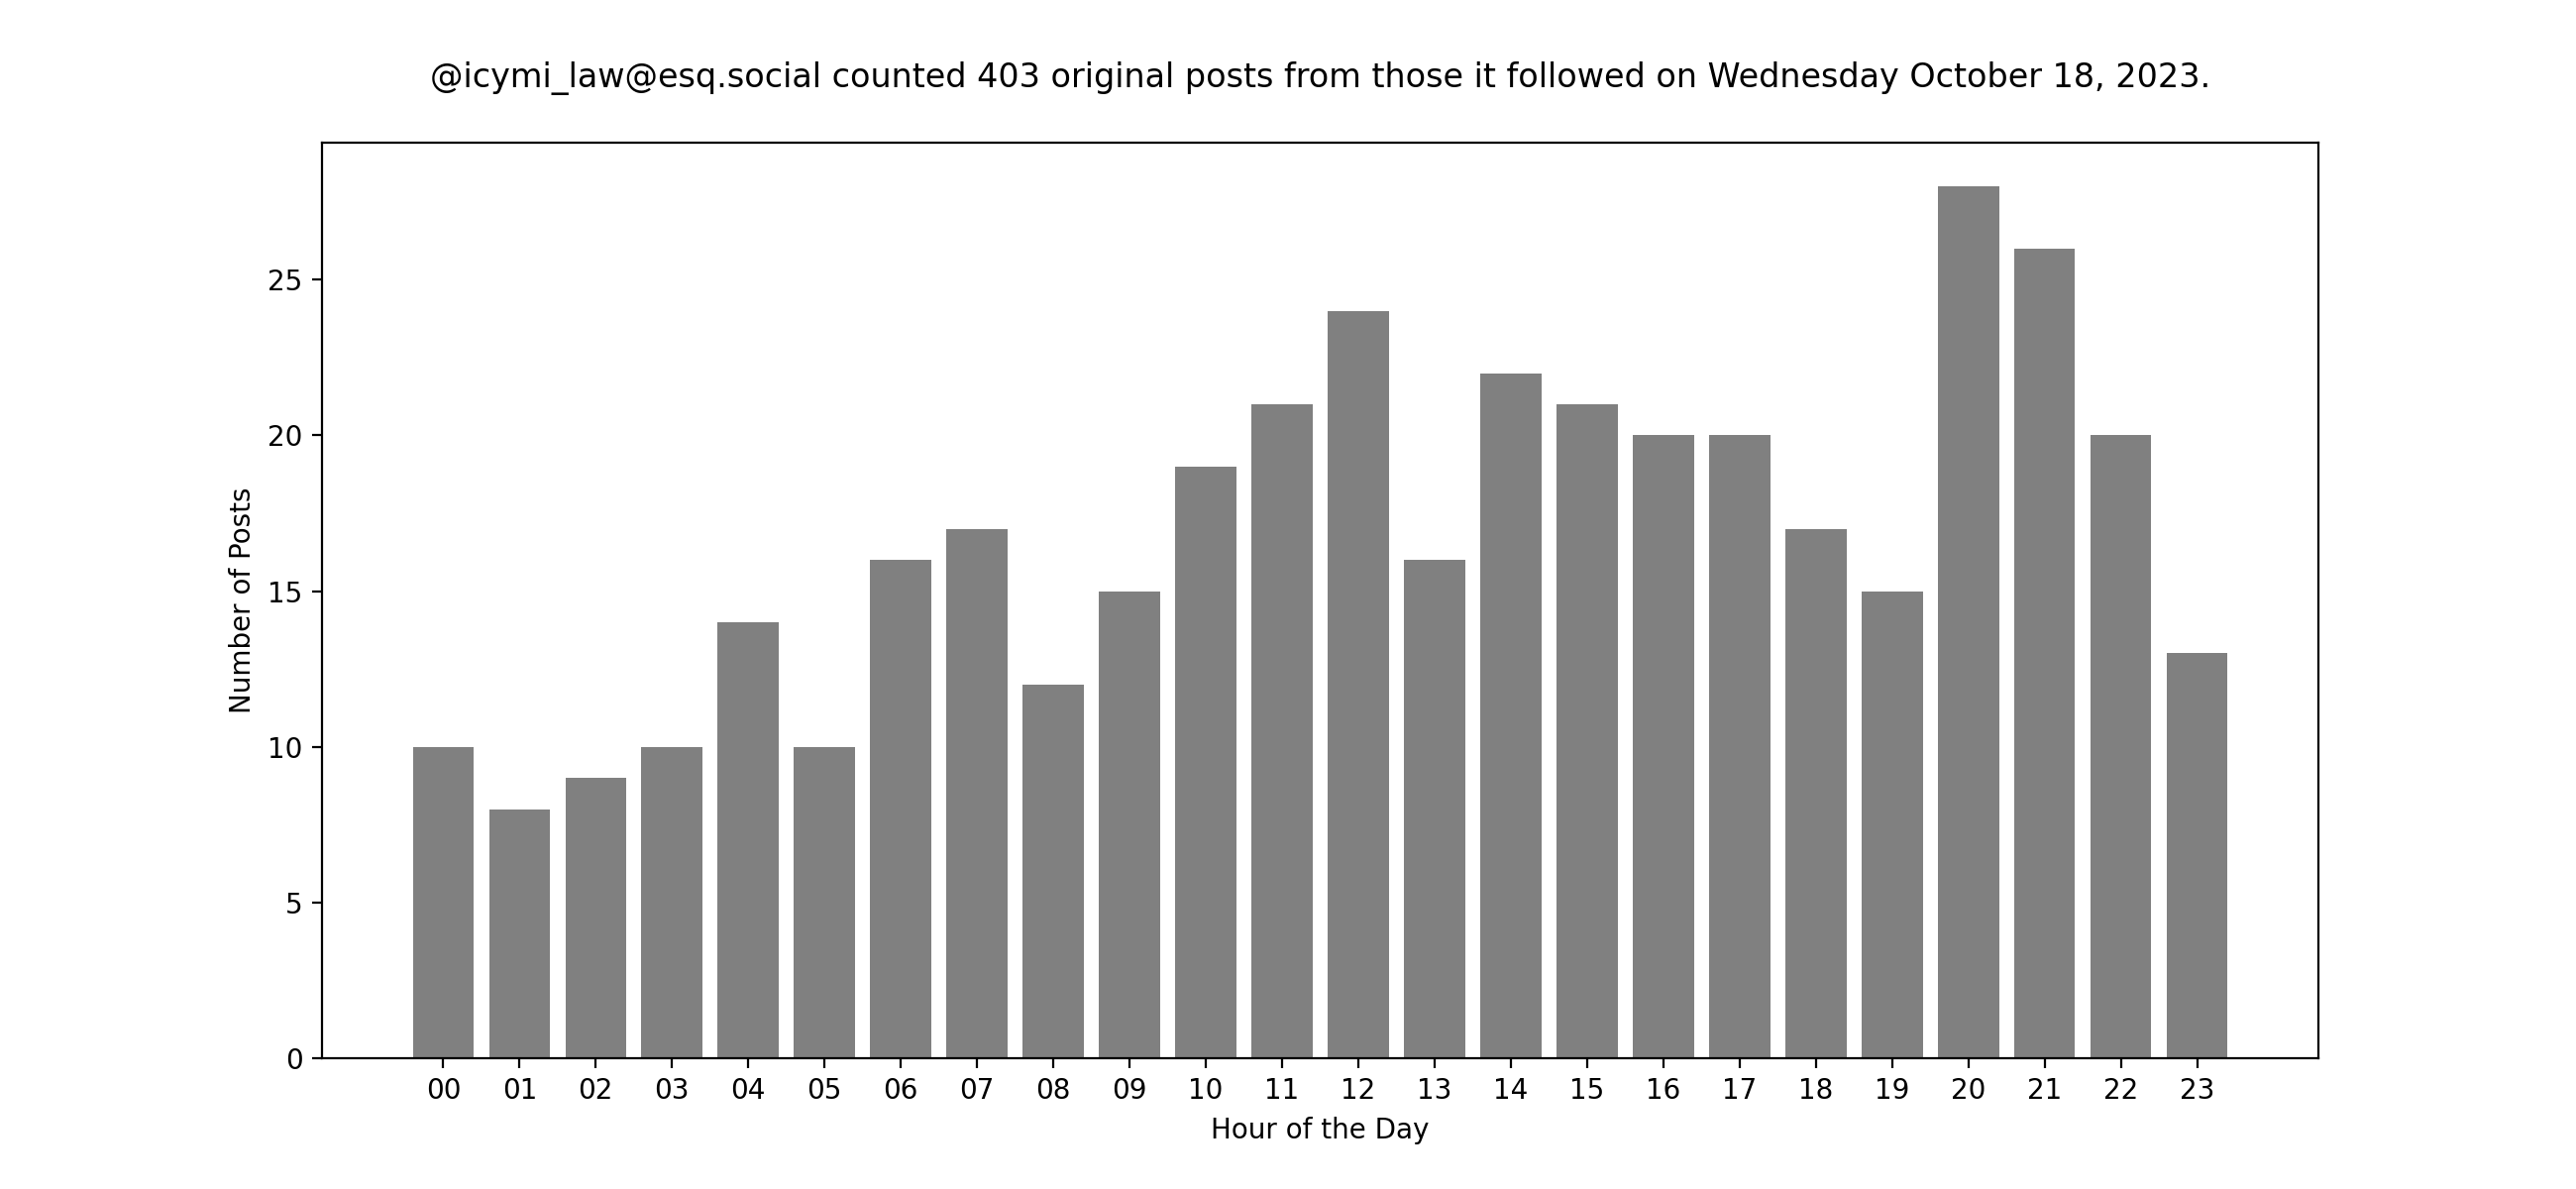 @icymi_law@esq.social counted 403 original posts from those it followed on Wednesday October 18, 2023.
25
20
15
10
5
0
Number of Posts
00 01 02 03 04 05 06 07 08 09 10 11 12 13 14 15 16 17 18 19 20 21 22 23
Hour of the Day